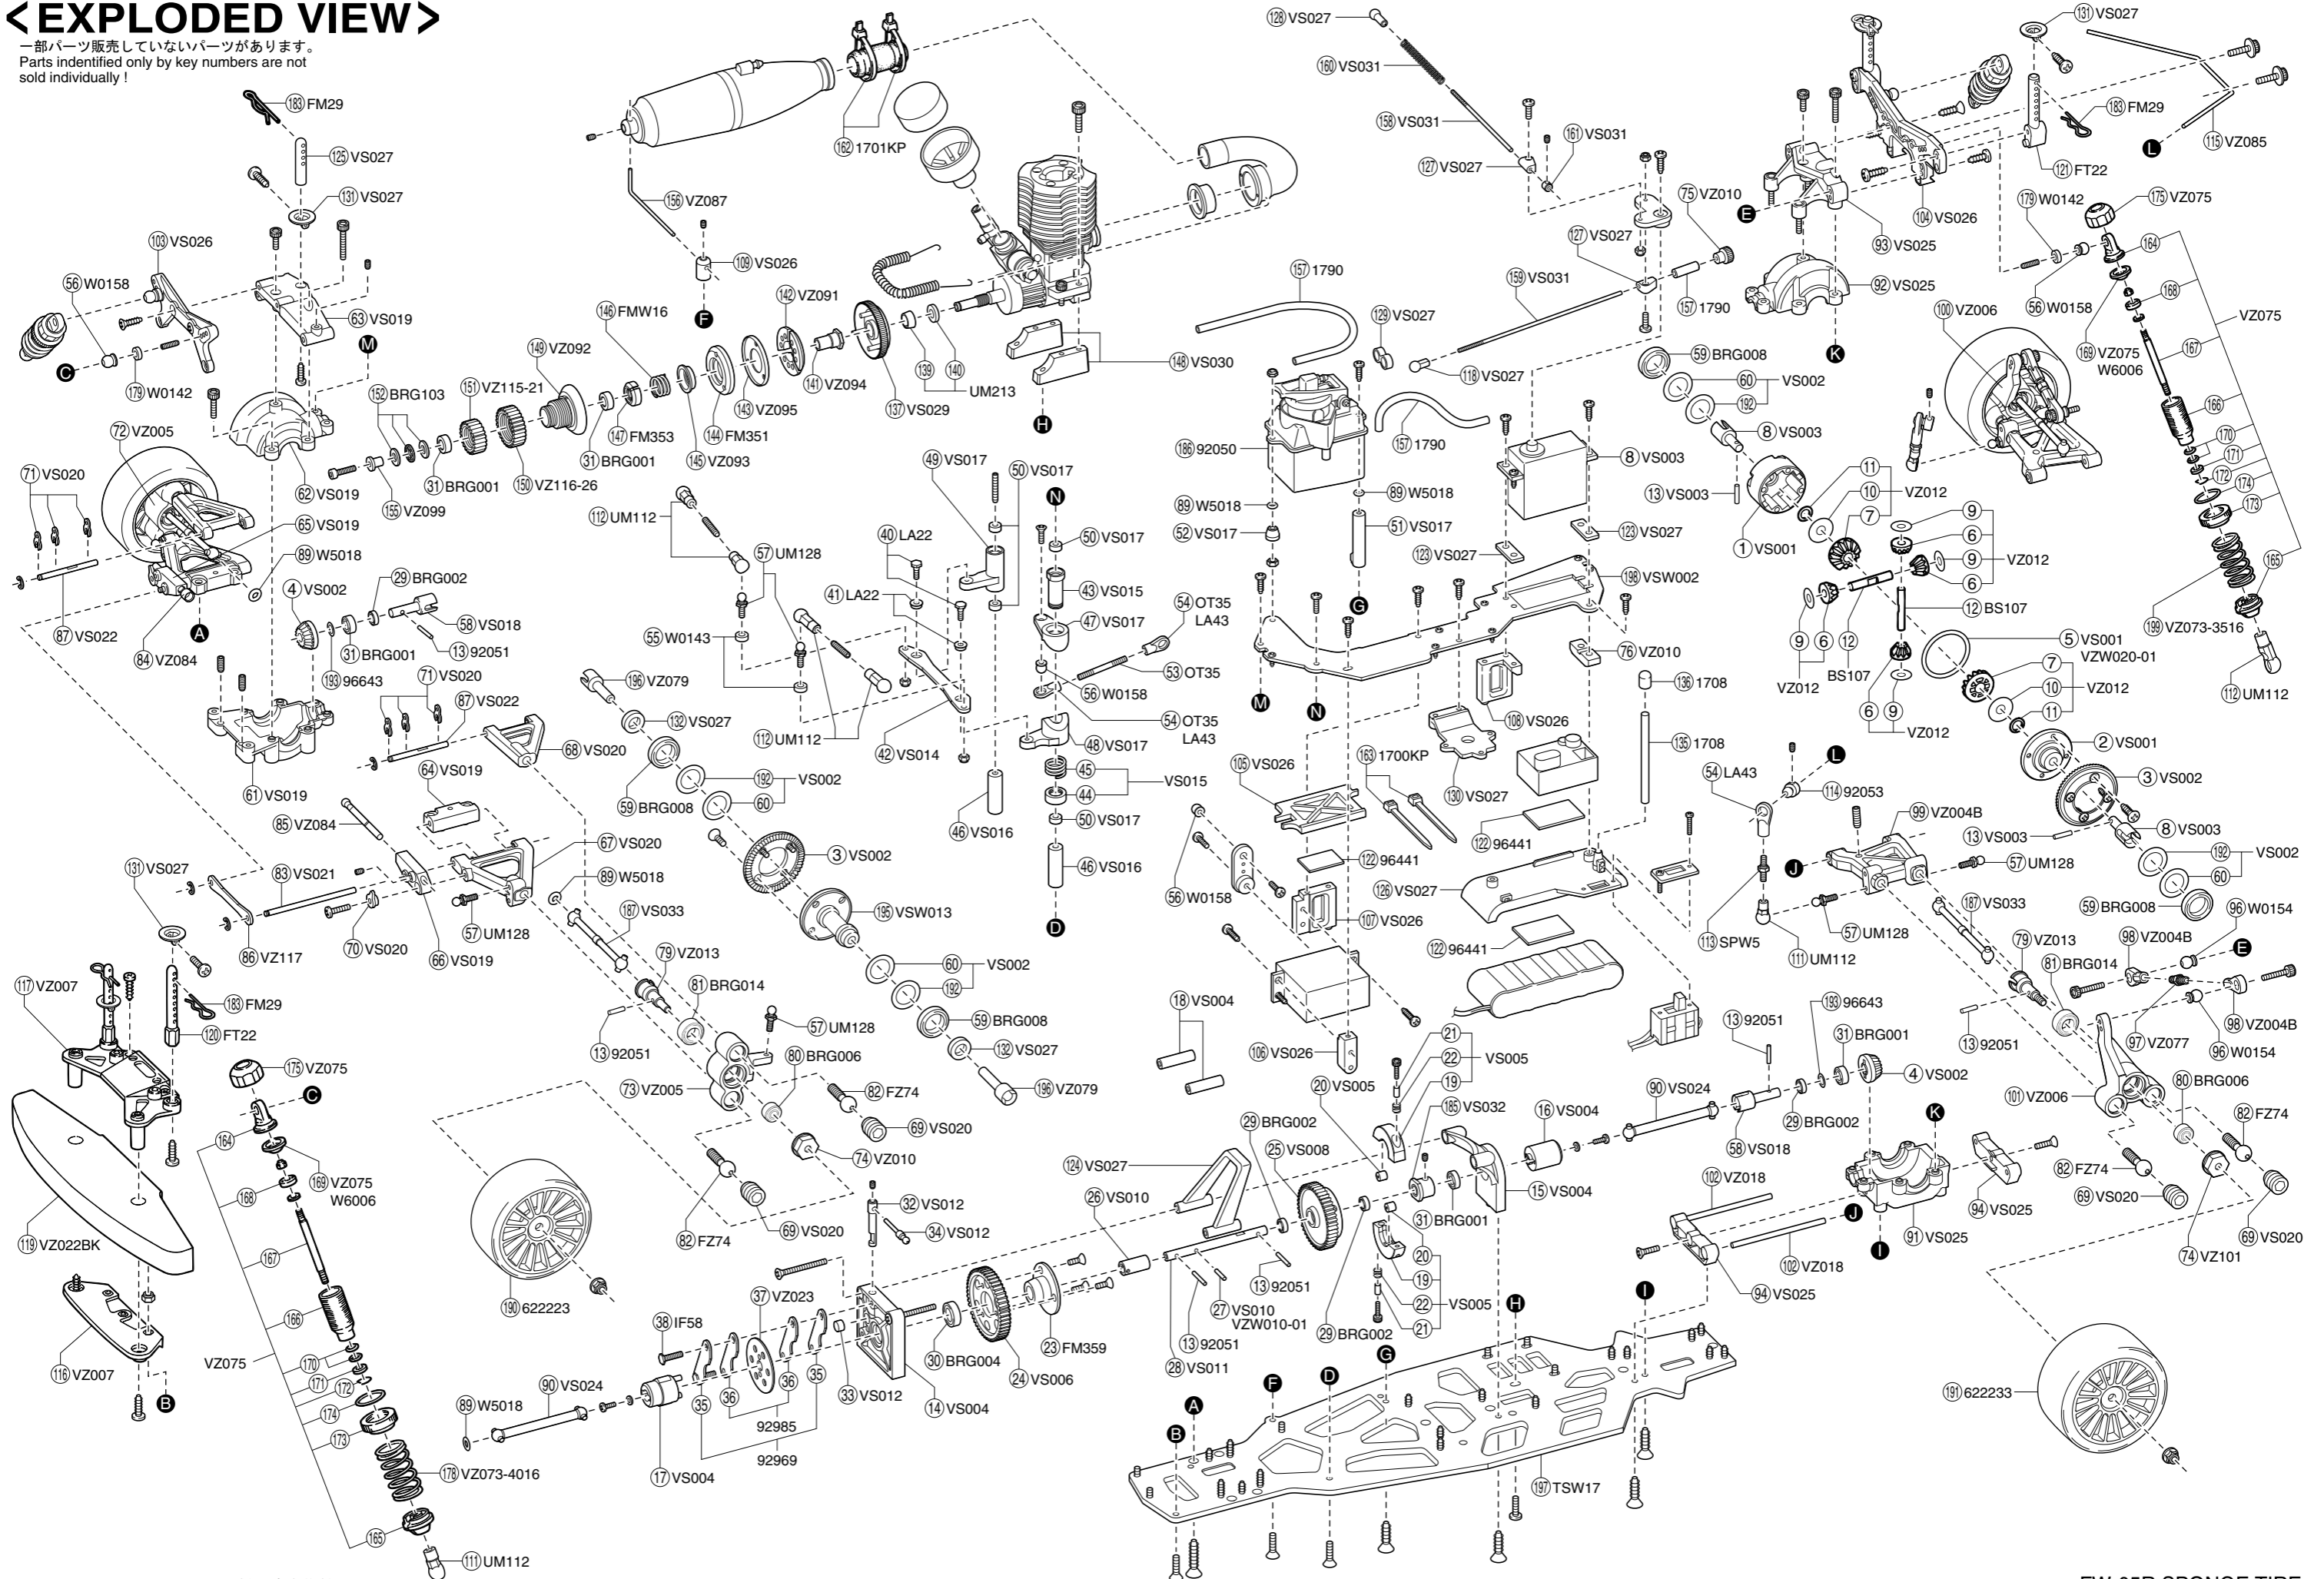 <EXPLODED VIEW>
一部パーツ販売していないパーツがあります。
Parts indentified only by key numbers are not
sold individually !
183 FM29
125 VS027
131 VS027
103 VS026
56 W0158
63 VS019
M
C
179 W0142
72 VZ005
71 VS020
62 VS019
65 VS019
89 W5018
87 VS022
84 VZ084
A
4 VS002
29 BRG002
58 VS018
31 BRG001
13 92051
193 96643
71 VS020
87 VS022
68 VS020
61 VS019
64 VS019
85 VZ084
67 VS020
131 VS027
83 VS021
89 W5018
187 VS033
57 UM128
70 VS020
86 VZ117
66 VS019
79 VZ013
81 BRG014
13 92051
57 UM128
80 BRG006
73 VZ005
82 FZ74
69 VS020
74 VZ010
82 FZ74
69 VS020
190 622223
117 VZ007
183 FM29
120 FT22
175 VZ075
C
164
168
169 VZ075
W6006
119 VZ022BK
167
166
VZ075
116 VZ007
170
171
172
174
173
B
178 VZ073-4016
165
111 UM112
162 1701KP
156 VZ087
109 VS026
F
142 VZ091
146 FMW16
149 VZ092
151 VZ115-21
152 BRG103
139
140
UM213
141 VZ094
137 VS029
143 VZ095
144 FM351
145 VZ093
147 FM353
31 BRG001
150 VZ116-26
31 BRG001
155 VZ099
148 VS030
H
49 VS017
50 VS017
N
112 UM112
40 LA22
57 UM128
50 VS017
43 VS015
41 LA22
54 OT35
LA43
47 VS017
55 W0143
53 OT35
56 W0158
196 VZ079
54 OT35
LA43
132 VS027
112 UM112
42 VS014
48 VS017
192
60
VS002
59 BRG008
45
44
VS015
46 VS016
50 VS017
3 VS002
46 VS016
195 VSW013
D
60
192
VS002
59 BRG008
132 VS027
196 VZ079
128 VS027
160 VS031
158 VS031
161 VS031
127 VS027
75 VZ010
127 VS027
157 1790
159 VS031
157 1790
129 VS027
118 VS027
59 BRG008
60
192
VS002
186 92050
157 1790
8 VS003
8 VS003
89 W5018
89 W5018
13 VS003
11
10
7
VZ012
52 VS017
51 VS017
123 VS027
123 VS027
1 VS001
9
6
9
6
VZ012
198 VSW002
G
9
6
VZ012
12
BS107
12 BS107
5 VS001
VZW020-01
6
9
VZ012
7
10
11
VZ012
76 VZ010
136 1708
M
N
108 VS026
2 VS001
3 VS002
135 1708
105 VS026
163 1700KP
130 VS027
L
54 LA43
114 92053
99 VZ004B
13 VS003
8 VS003
122 96441
122 96441
56 W0158
107 VS026
126 VS027
J
57 UM128
192
60
VS002
59 BRG008
122 96441
113 SPW5
57 UM128
111 UM112
187 VS033
96 W0154
79 VZ013
98 VZ004B
E
81 BRG014
18 VS004
106 VS026
21
22
19
VS005
193 96643
13 92051
31 BRG001
13 92051
97 VZ077
98 VZ004B
96 W0154
20 VS005
185 VS032
16 VS004
90 VS024
4 VS002
101 VZ006
80 BRG006
82 FZ74
29 BRG002
25 VS008
29 BRG002
58 VS018
K
124 VS027
102 VZ018
82 FZ74
69 VS020
26 VS010
15 VS004
31 BRG001
94 VS025
91 VS025
J
I
69 VS020
74 VZ101
20
19
22
21
VS005
13 92051
102 VZ018
94 VS025
27 VS010
VZW010-01
13 92051
28 VS011
29 BRG002
H
I
32 VS012
34 VS012
37 VZ023
38 IF58
23 FM359
30 BRG004
24 VS006
33 VS012
14 VS004
35
36
36
35
92985
92969
90 VS024
89 W5018
17 VS004
G
D
F
A
B
197 TSW17
191 622233
131 VS027
183 FM29
L
115 VZ085
121 FT22
E
104 VS026
93 VS025
179 W0142
175 VZ075
164
92 VS025
56 W0158
168
K
100 VZ006
169 VZ075
W6006
VZ075
167
166
170
171
172
174
173
165
199 VZ073-3516
112 UM112